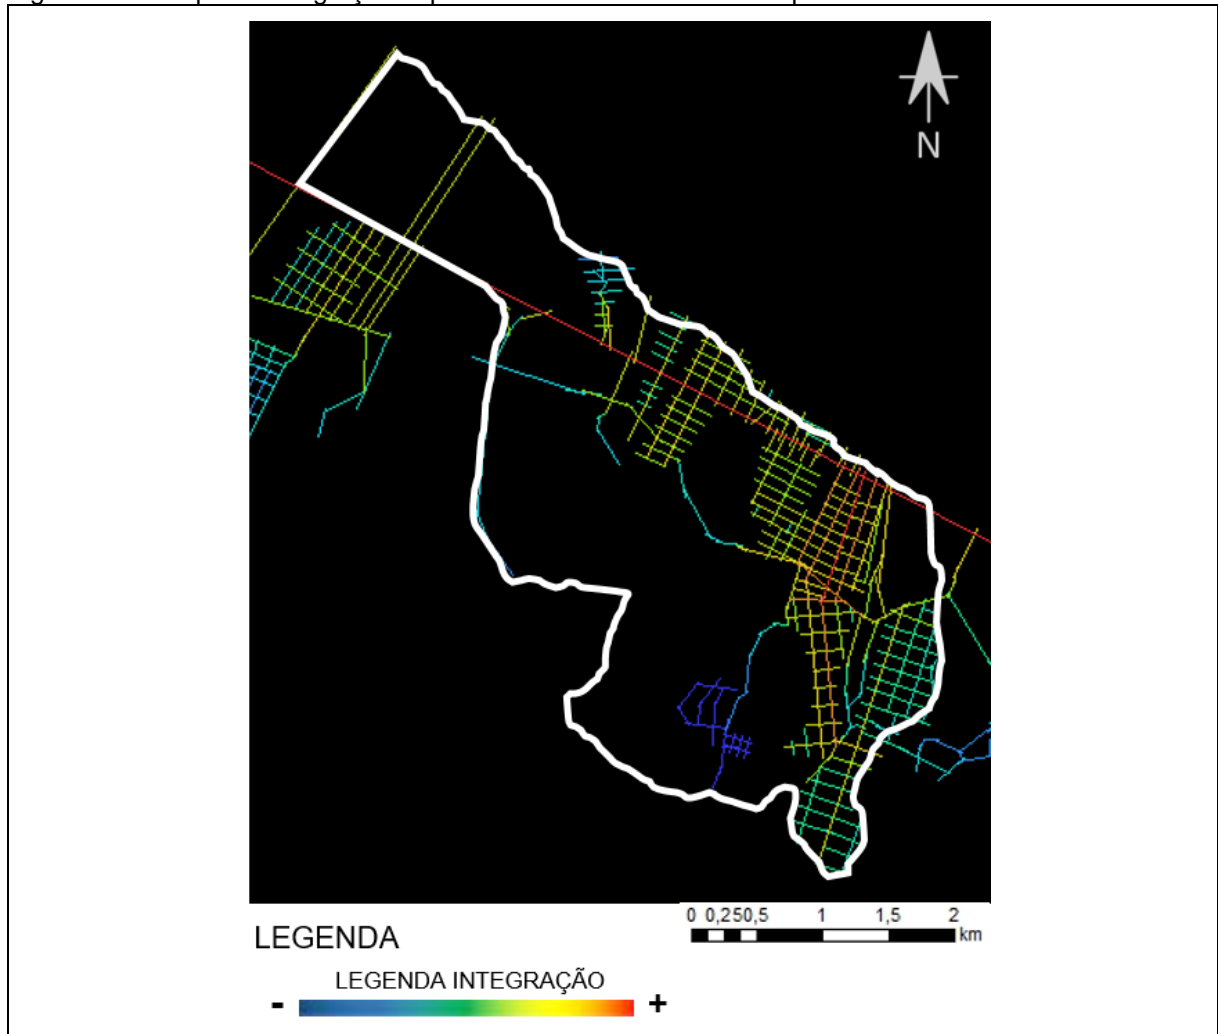 N
0 0,250,5 1 1,5 2
km
LEGENDA
LEGENDA INTEGRAÇÃO
- +